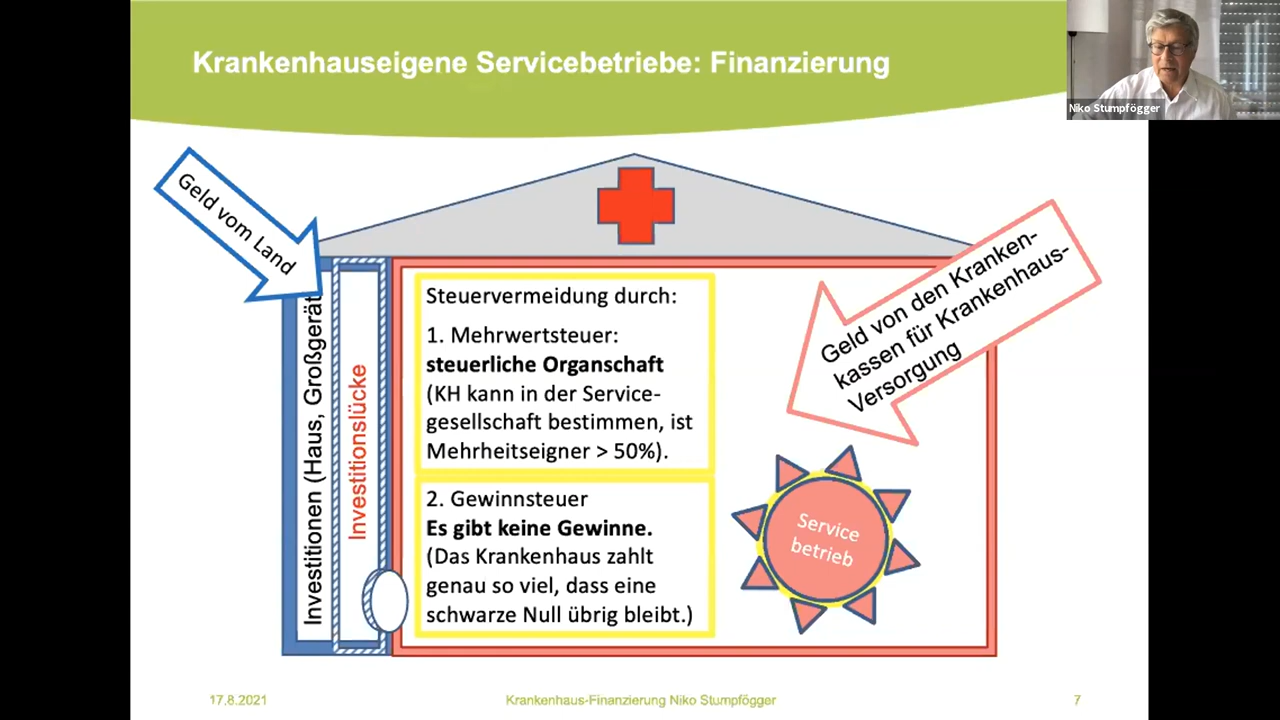 Krankenhauseigene Servicebetriebe: Finanzierung
Niko Stumpfögger
Geld vom Land
Investitionen (Haus, Großgerät
Investitionslücke
Steuervermeidung durch:
1. Mehrwertsteuer:
steuerliche Organschaft
(KH kann in der Service-
gesellschaft bestimmen, ist
Mehrheitseigner > 50%).
2. Gewinnsteuer
Es gibt keine Gewinne.
(Das Krankenhaus zahlt
genau so viel, dass eine
schwarze Null übrig bleibt.)
Geld von den Kranken-
kassen für Krankenhaus-
Versorgung
Service
betrieb
17.8.2021
Krankenhaus-Finanzierung Niko Stumpfögger
7